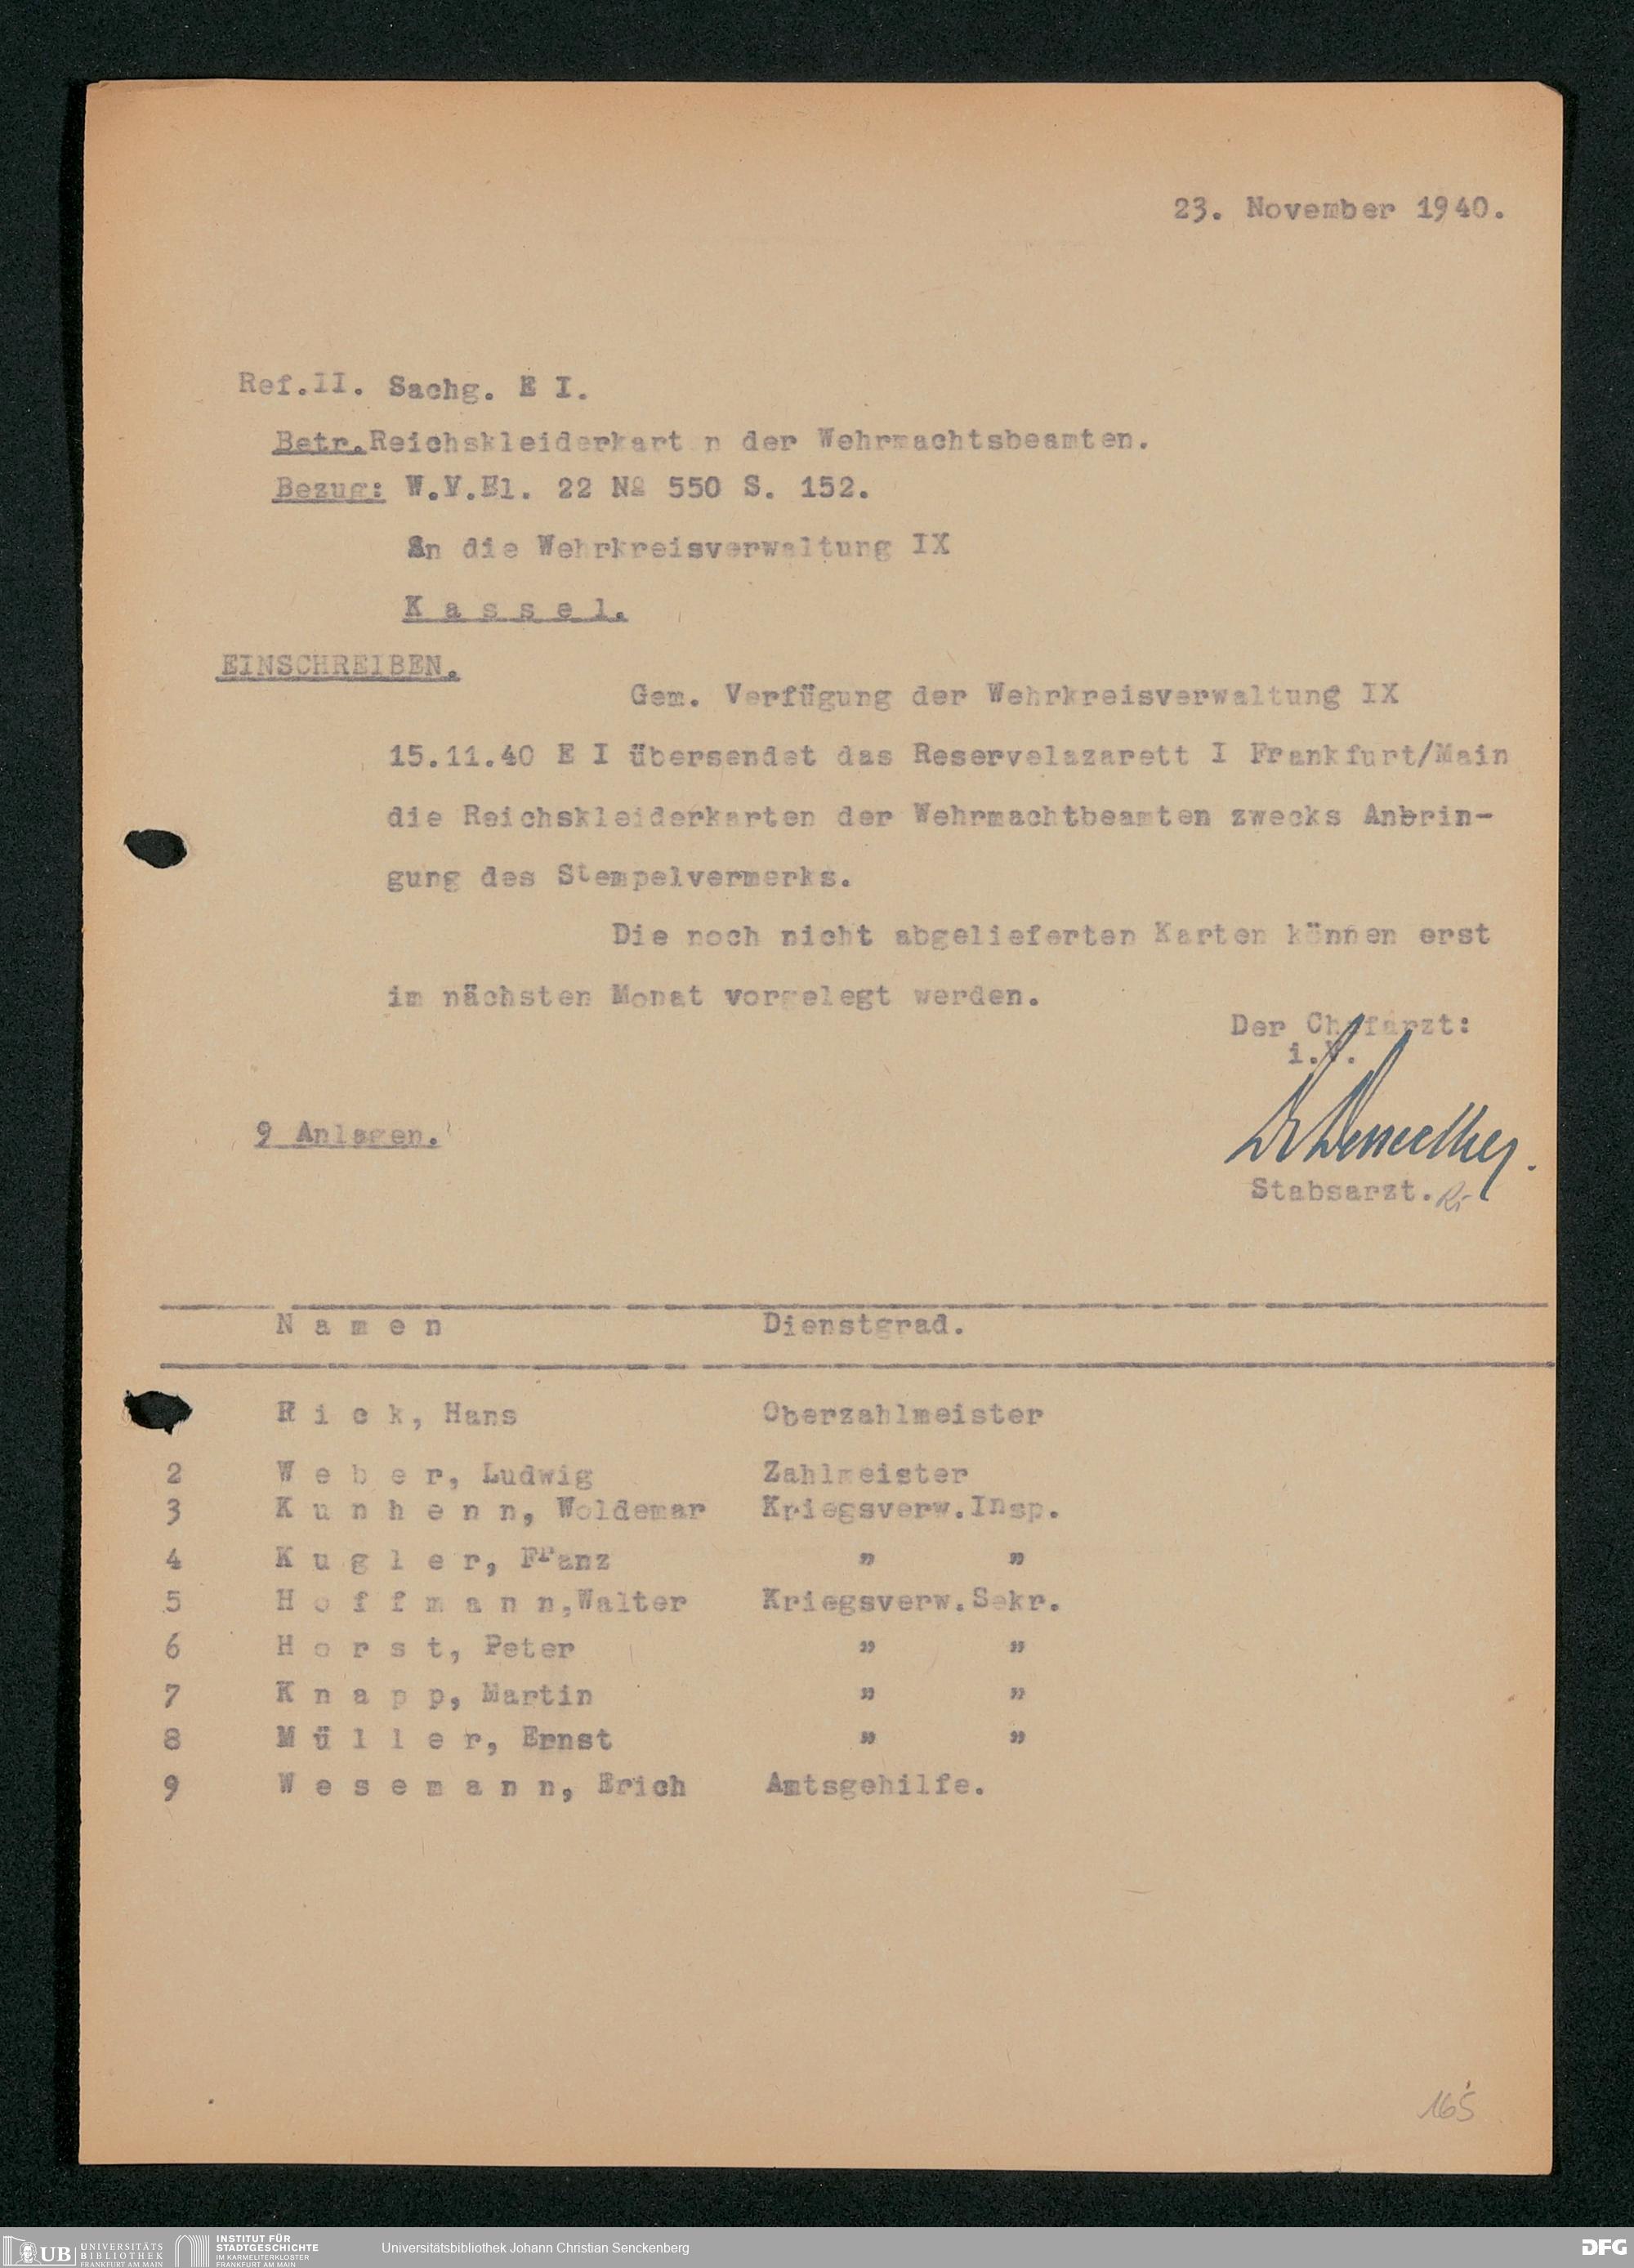 23. November 1940.
Ref.II. Sachg. E I.
Betr.Reichskleiderkart n der Wehrmachtsbeamten.
Bezug: W.V.Bl. 22 № 550 S. 152.
An die Wehrkreisverwaltung IX
K a s s e l.
EINSCHREIBEN.
Gem. Verfügung der Wehrkreisverwaltung IX
15.11.40 E I übersendet das Reservelazarett I Frankfurt/Main
die Reichskleiderkarten der Wehrmachtbeamten zwecks Anbrin-
gung des Stempelvermerks.
Die noch nicht abgelieferten Karten können erst
im nächsten Monat vorgelegt werden.
Der Chefarzt:
i.V.
9 Anlagen.
Stabsarzt. Ri
N a m e n Dienstgrad.
R i c k, Hans Oberzahlmeister
2 W e b e r, Ludwig Zahlmeister
3 K u n h e n n, Woldemar Kriegsverw.Insp.
4 K u g l e r, Franz " "
5 H o f f m a n n,Walter Kriegsverw.Sekr.
6 H o r s t, Peter " "
7 K n a p p, Martin " "
8 M ü l l e r, Ernst " "
9 W e s e m a n n, Erich Amtsgehilfe.
165
UB UNIVERSITÄTS BIBLIOTHEK FRANKFURT AM MAIN
INSTITUT FÜR STADTGESCHICHTE IM KARMELITERKLOSTER FRANKFURT AM MAIN
Universitätsbibliothek Johann Christian Senckenberg
DFG